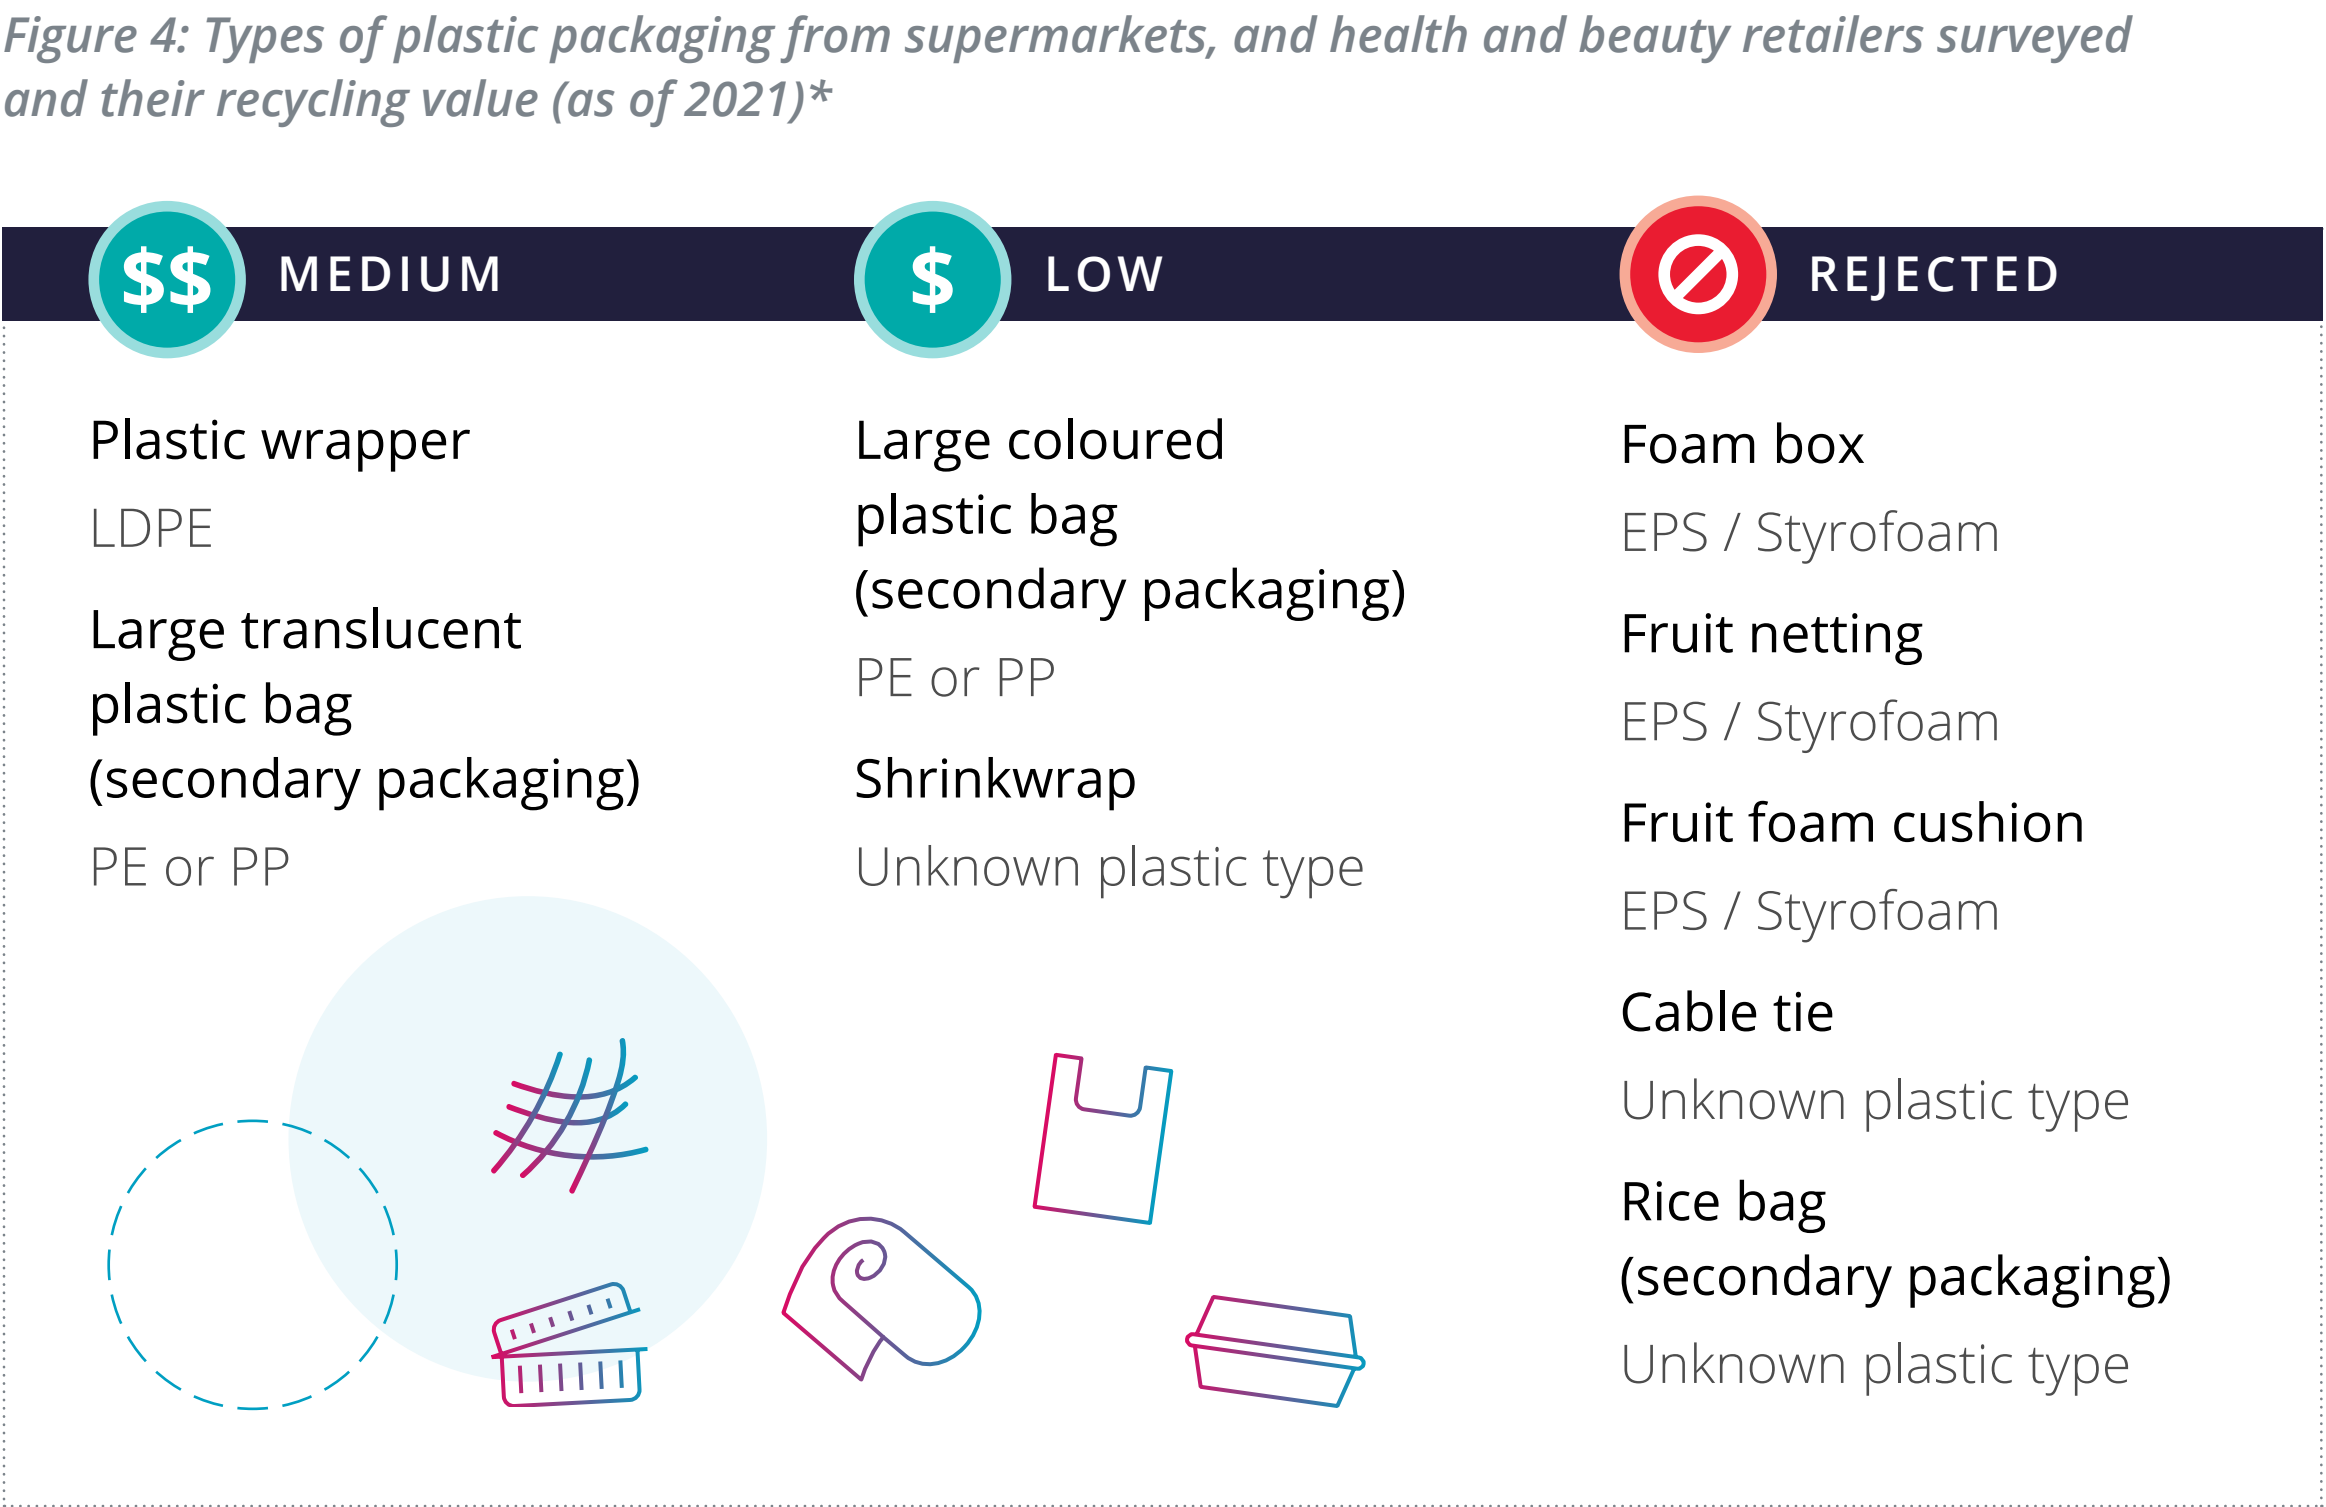 Figure 4: Types of plastic packaging from supermarkets, and health and beauty retailers surveyed
and their recycling value (as of 2021)*
$$ MEDIUM
Plastic wrapper
LDPE
Large translucent
plastic bag
(secondary packaging)
PE or PP
$ LOW
Large coloured
plastic bag
(secondary packaging)
PE or PP
Shrinkwrap
Unknown plastic type
REJECTED
Foam box
EPS / Styrofoam
Fruit netting
EPS / Styrofoam
Fruit foam cushion
EPS / Styrofoam
Cable tie
Unknown plastic type
Rice bag
(secondary packaging)
Unknown plastic type